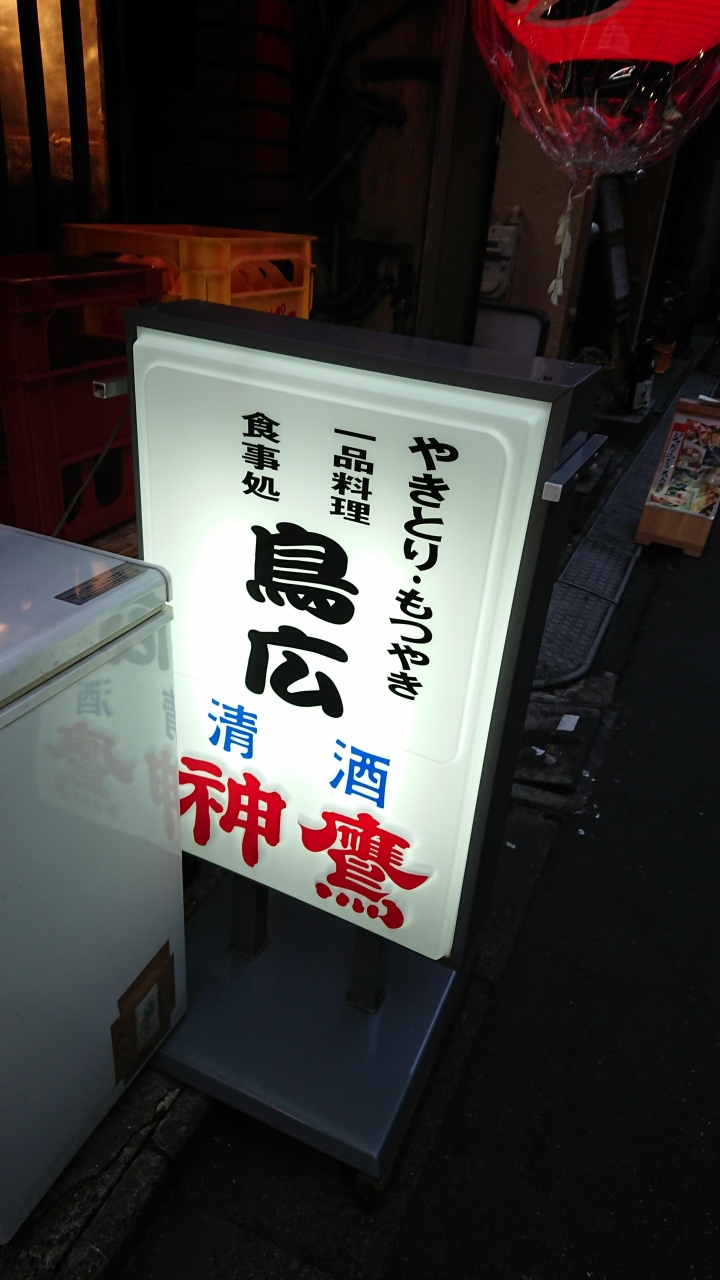 やきとり・もつやき
一品料理
食事処
鳥広
清酒
神鷹